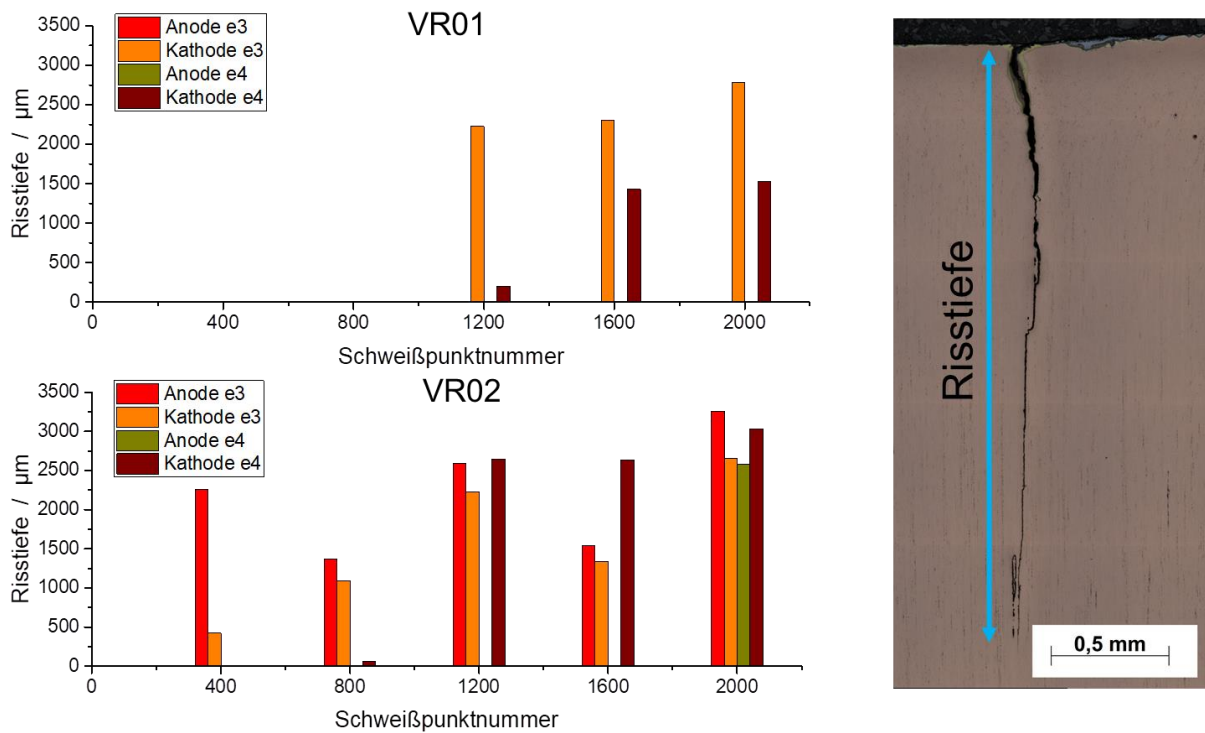 VR01
Anode e3
Kathode e3
Anode e4
Kathode e4
Risstiefe / µm
3500
3000
2500
2000
1500
1000
500
0
0 400 800 1200 1600 2000
Schweißpunktnummer
VR02
Anode e3
Kathode e3
Anode e4
Kathode e4
Risstiefe / µm
3500
3000
2500
2000
1500
1000
500
0
0 400 800 1200 1600 2000
Schweißpunktnummer
Risstiefe
0,5 mm